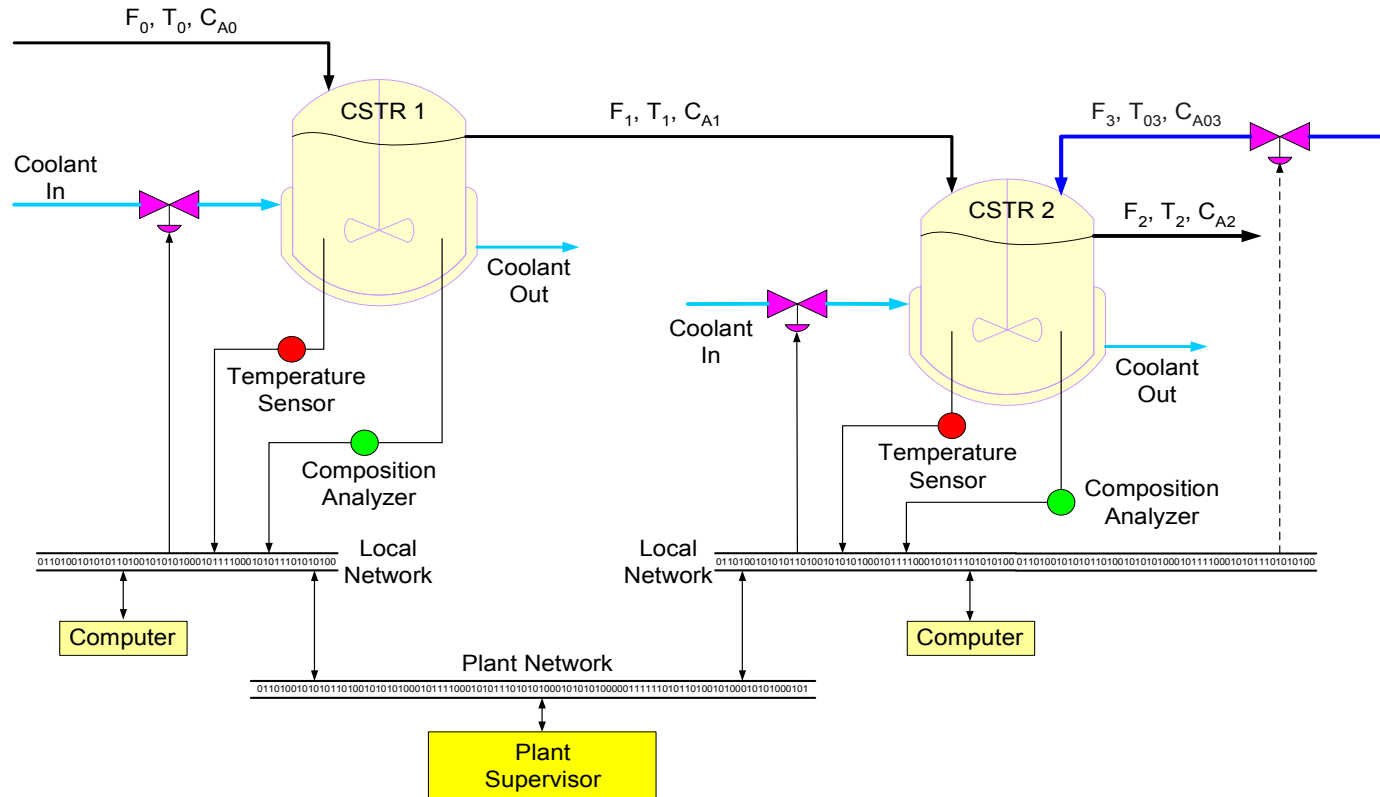 F0, T0, CA0
CSTR 1
F1, T1, CA1
F3, T03, CA03
Coolant
In
CSTR 2
F2, T2, CA2
Coolant
Out
Coolant
In
Coolant
Out
Temperature
Sensor
Composition
Analyzer
Temperature
Sensor
Composition
Analyzer
Local
Network
Local
Network
Computer
Computer
Plant Network
Plant
Supervisor